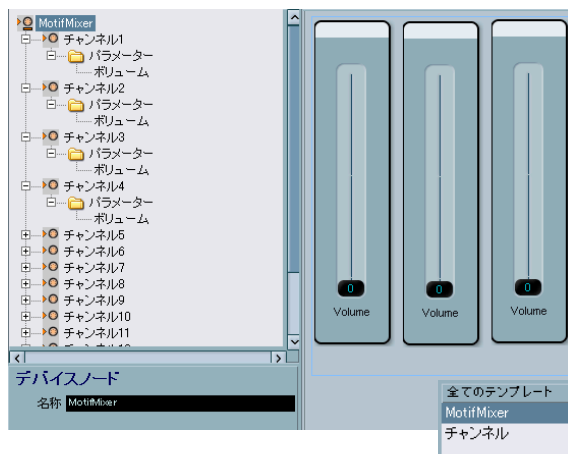 MotifMixer
チャンネル1
パラメーター
ボリューム
チャンネル2
パラメーター
ボリューム
チャンネル3
パラメーター
ボリューム
チャンネル4
パラメーター
ボリューム
チャンネル5
チャンネル6
チャンネル7
チャンネル8
チャンネル9
チャンネル10
チャンネル11
デバイスノード
名称 MotifMixer
0 0 0
Volume Volume Volume
全てのテンプレート
MotifMixer
チャンネル